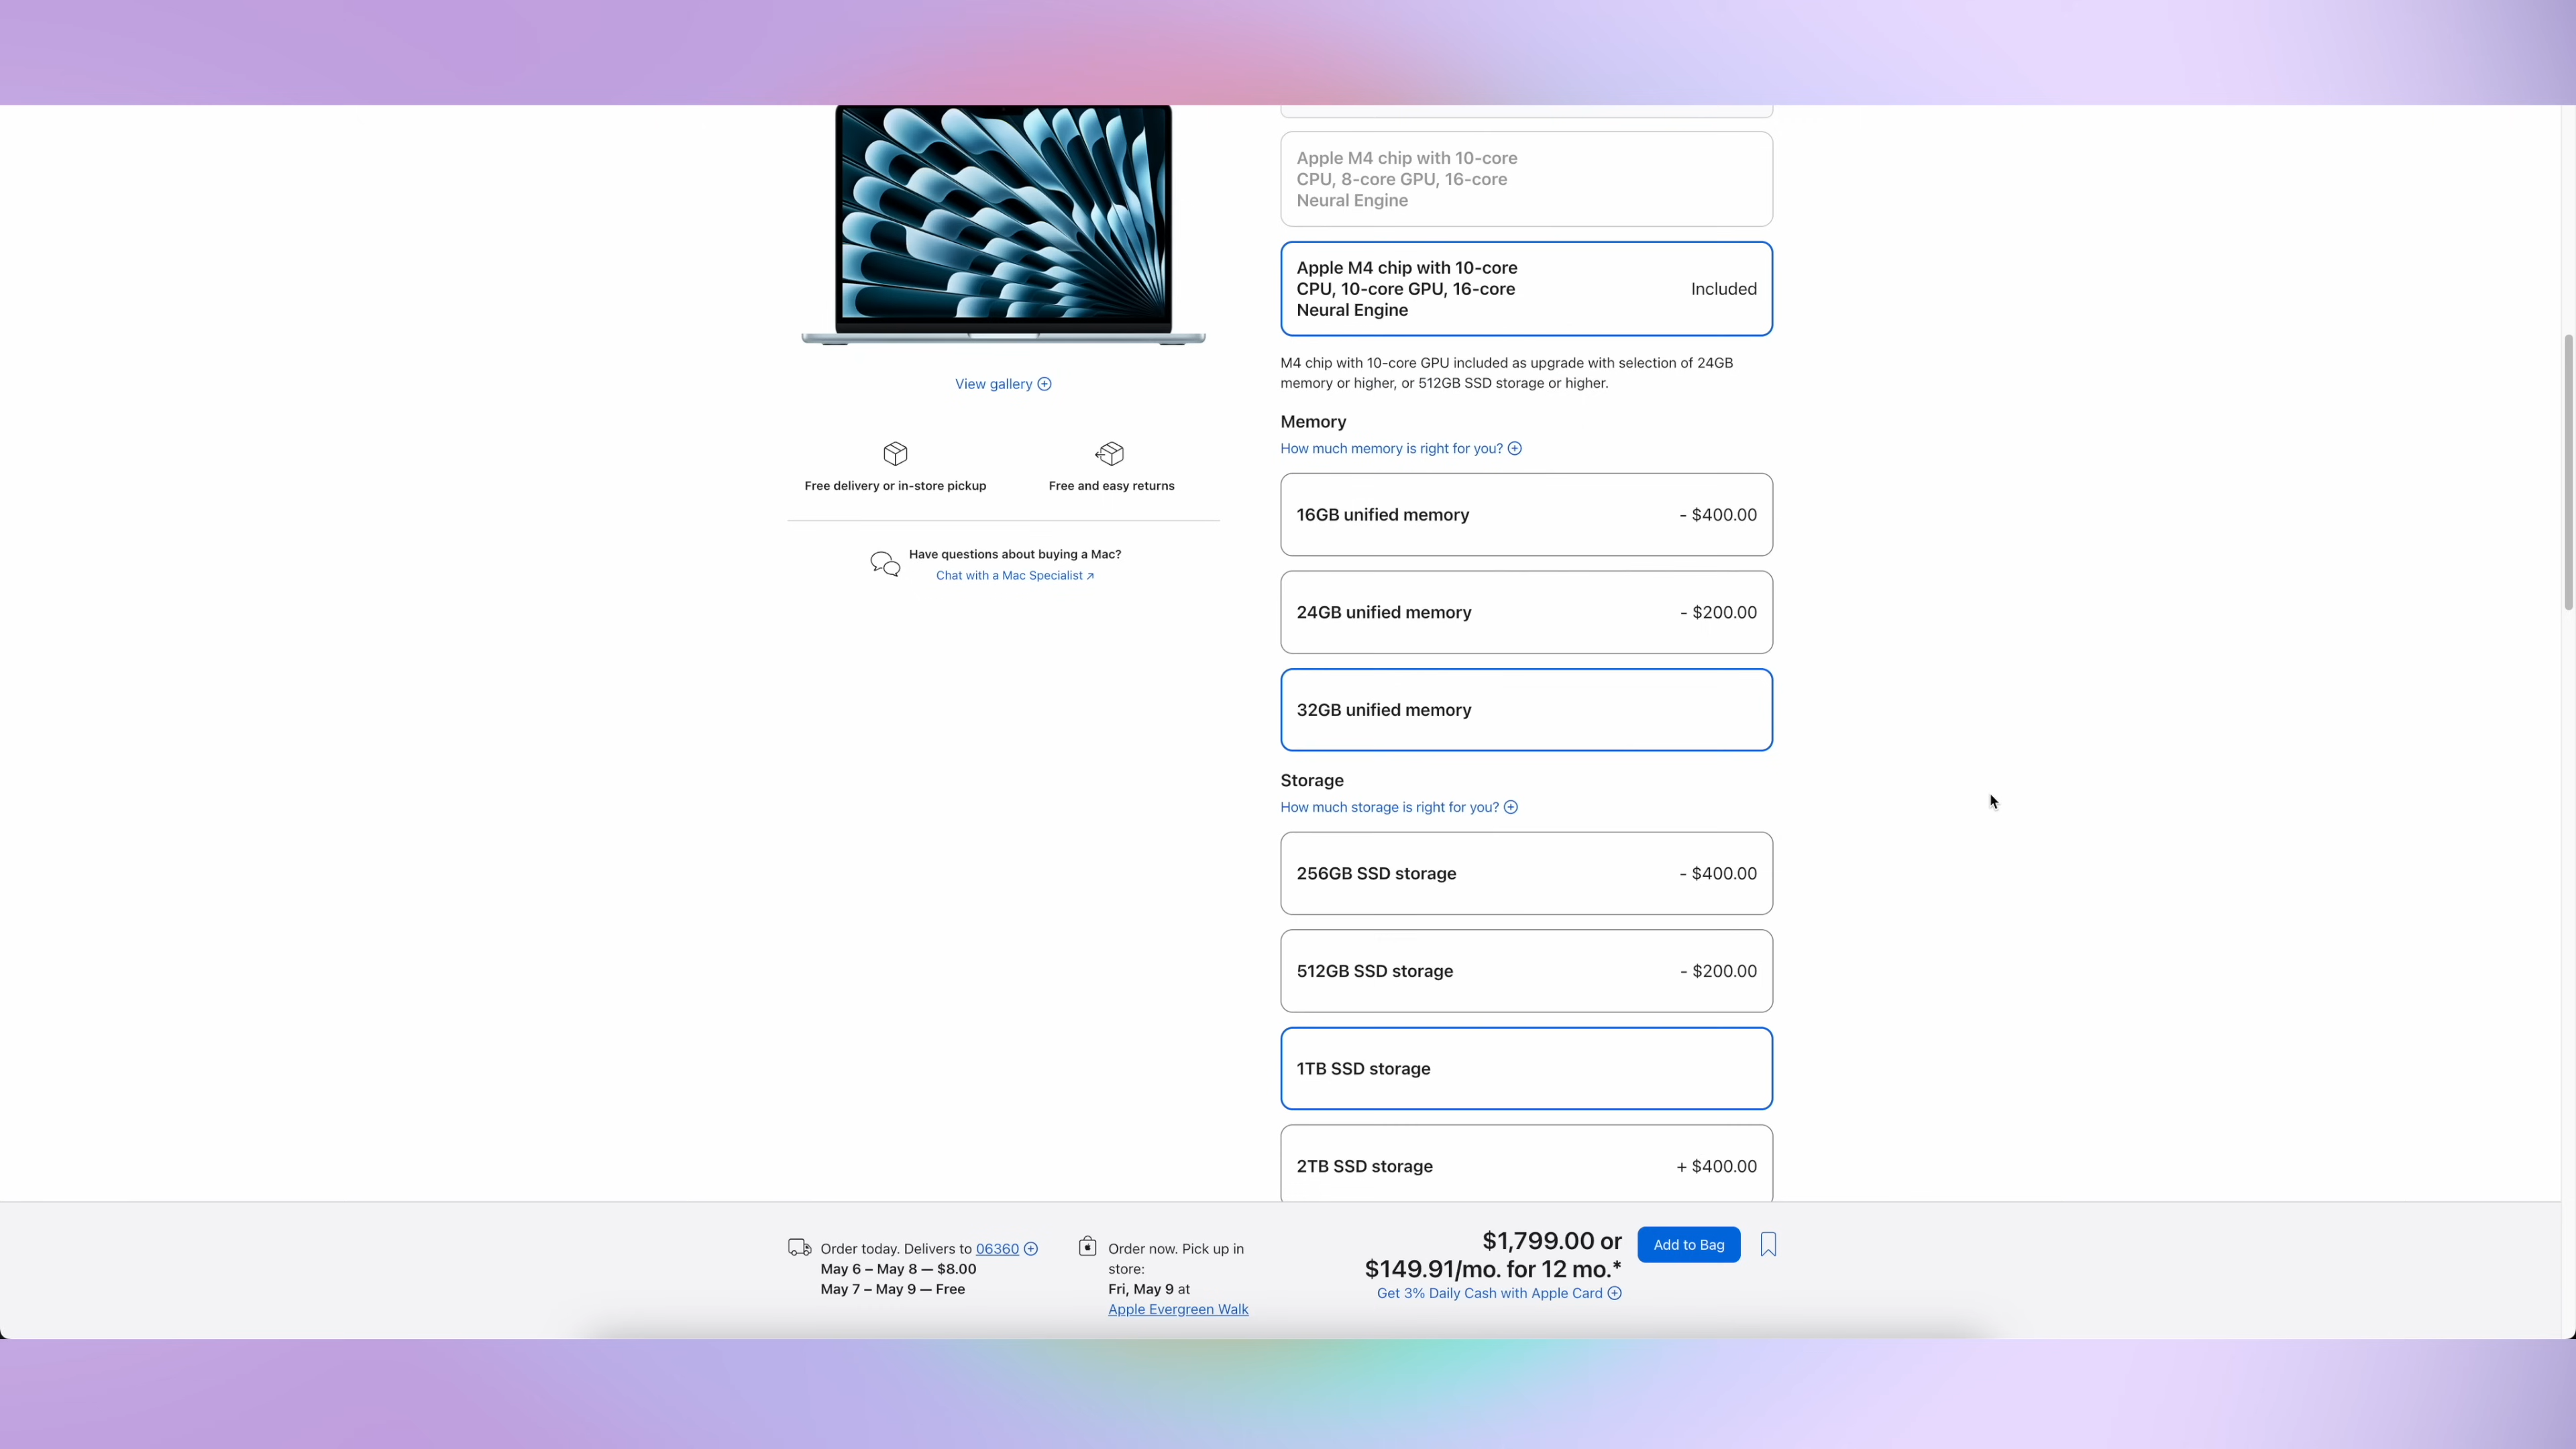 Apple M4 chip with 10-core
CPU, 8-core GPU, 16-core
Neural Engine
Apple M4 chip with 10-core
CPU, 10-core GPU, 16-core
Neural Engine
Included
M4 chip with 10-core GPU included as upgrade with selection of 24GB
memory or higher, or 512GB SSD storage or higher.
View gallery
Free delivery or in-store pickup
Free and easy returns
Have questions about buying a Mac?
Chat with a Mac Specialist ↗
Memory
How much memory is right for you?
16GB unified memory - $400.00
24GB unified memory - $200.00
32GB unified memory
Storage
How much storage is right for you?
256GB SSD storage - $400.00
512GB SSD storage - $200.00
1TB SSD storage
2TB SSD storage + $400.00
Order today. Delivers to 06360
May 6 – May 8 — $8.00
May 7 – May 9 — Free
Order now. Pick up in
store:
Fri, May 9 at
Apple Evergreen Walk
$1,799.00 or
$149.91/mo. for 12 mo.*
Get 3% Daily Cash with Apple Card
Add to Bag